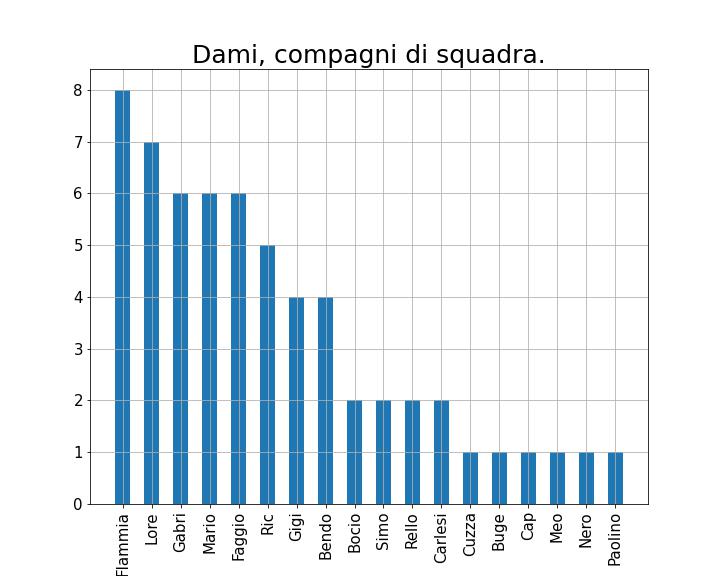 Dami, compagni di squadra.
8
7
6
5
4
3
2
1
0
Flammia
Lore
Gabri
Mario
Faggio
Ric
Gigi
Bendo
Bocio
Simo
Rello
Carlesi
Cuzza
Buge
Cap
Meo
Nero
Paolino